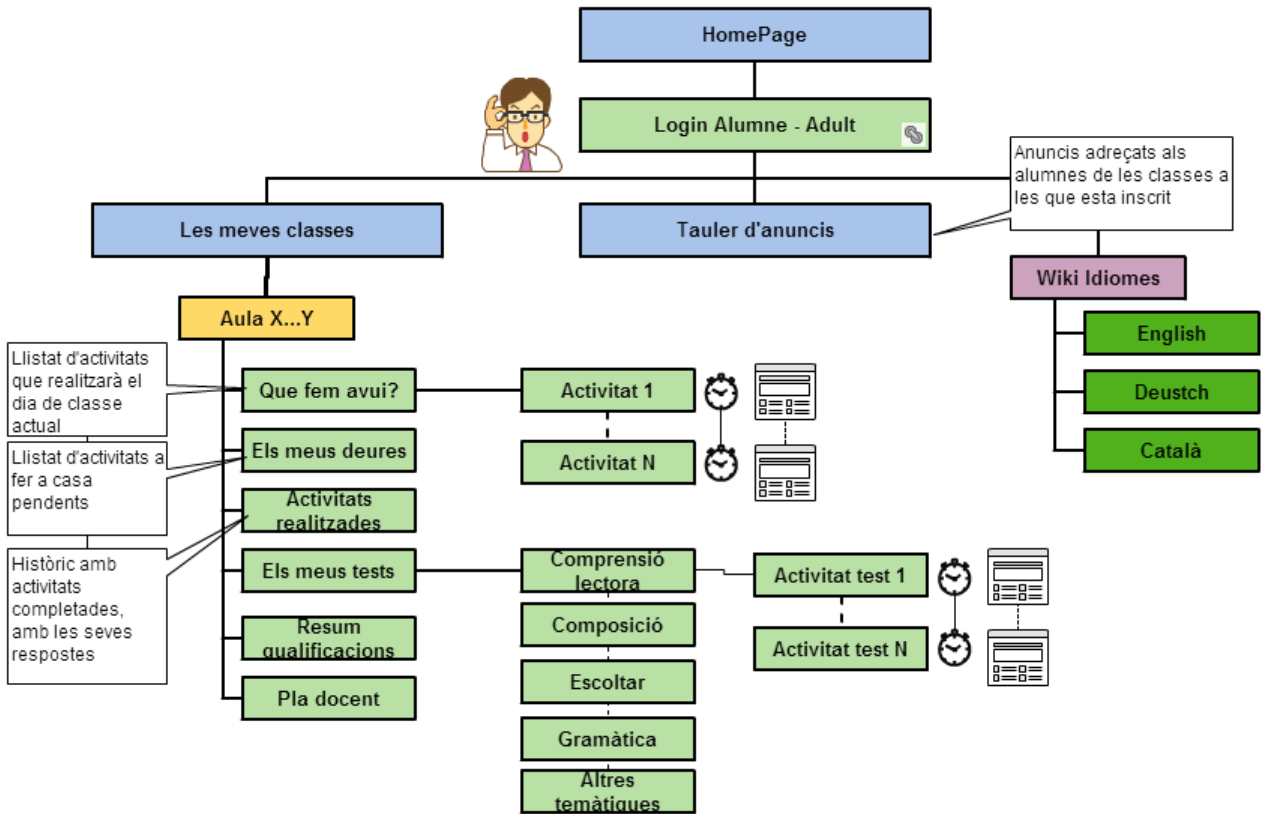 HomePage
Login Alumne - Adult
Anuncis adreçats als
alumnes de les classes a
les que esta inscrit
Les meves classes
Tauler d'anuncis
Wiki Idiomes
Aula X...Y
English
Deustch
Català
Llistat d'activitats
que realitzarà el
dia de classe
actual
Que fem avui?
Activitat 1
Llistat d'activitats a
fer a casa
pendents
Els meus deures
Activitat N
Activitats
realitzades
Històric amb
activitats
completades,
amb les seves
respostes
Els meus tests
Comprensió
lectora
Activitat test 1
Composició
Activitat test N
Resum
qualificacions
Escoltar
Pla docent
Gramàtica
Altres
temàtiques